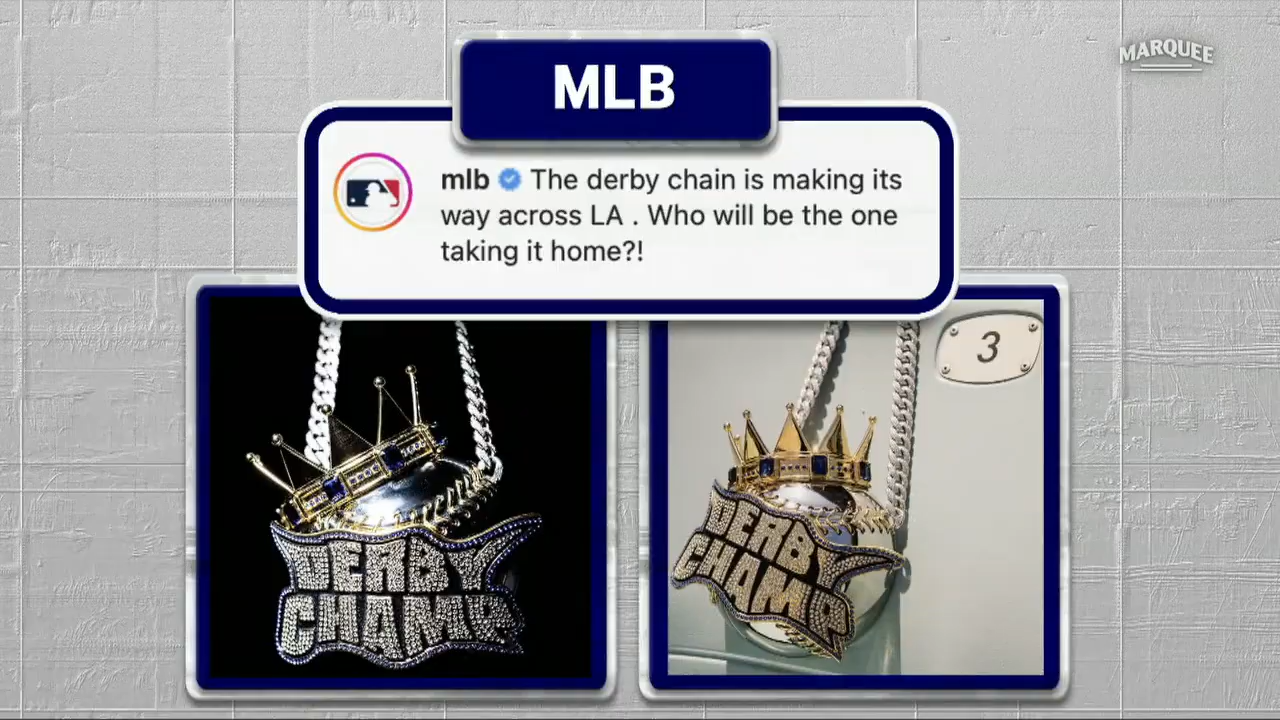 MARQUEE
MLB
mlb The derby chain is making its
way across LA . Who will be the one
taking it home?!
3
DERBY
CHAMP
DERBY
CHAMP